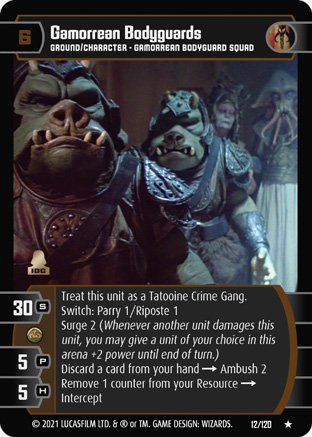 6
Gamorrean Bodyguards
GROUND/CHARACTER - GAMORREAN BODYGUARD SQUAD
IDC
30 S
Treat this unit as a Tatooine Crime Gang.
Switch: Parry 1/Riposte 1
Surge 2 (Whenever another unit damages this
unit, you may give a unit of your choice in this
arena +2 power until end of turn.)
5 P
Discard a card from your hand → Ambush 2
5 H
Remove 1 counter from your Resource →
Intercept
© 2021 LUCASFILM LTD. & ® or TM. GAME DESIGN: WIZARDS. 12/120 ★